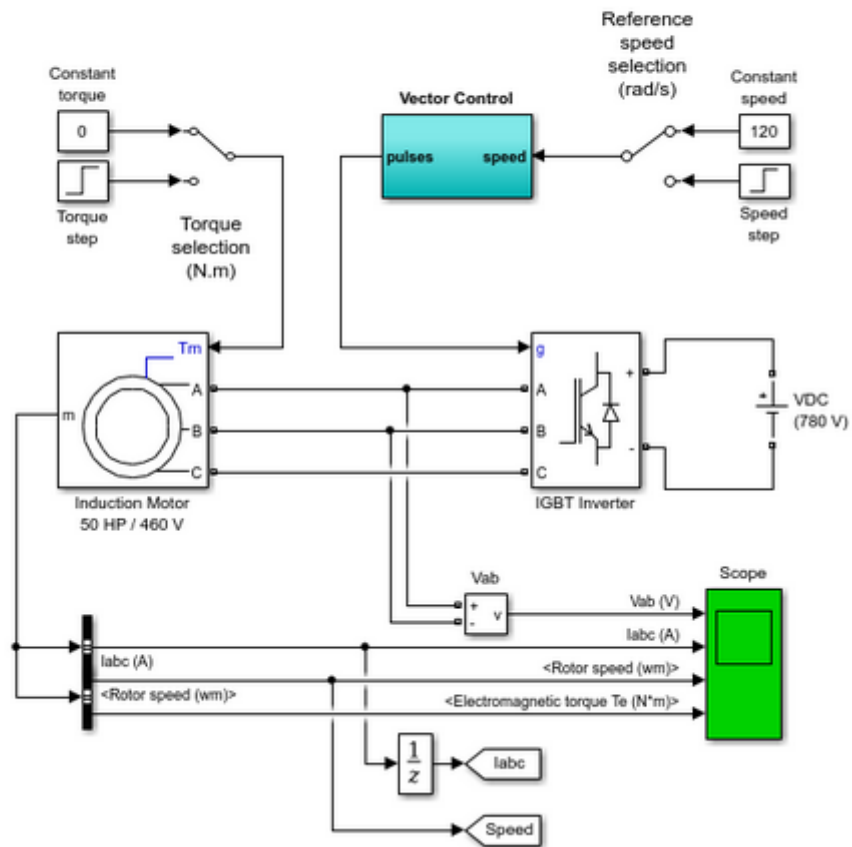 Reference
speed
selection
(rad/s)
Constant
torque
Constant
speed
Vector Control
0
120
pulses
speed
Torque
step
Torque
selection
(N.m)
Speed
step
Tm
g
A
A
+
m
B
B
VDC
(780 V)
+
-
C
C
Induction Motor
50 HP / 460 V
IGBT Inverter
Vab
Scope
+
-
v
Vab (V)
Iabc (A)
Iabc (A)
<Rotor speed (wm)>
<Rotor speed (wm)>
<Electromagnetic torque Te (N*m)>
1
z
Iabc
Speed